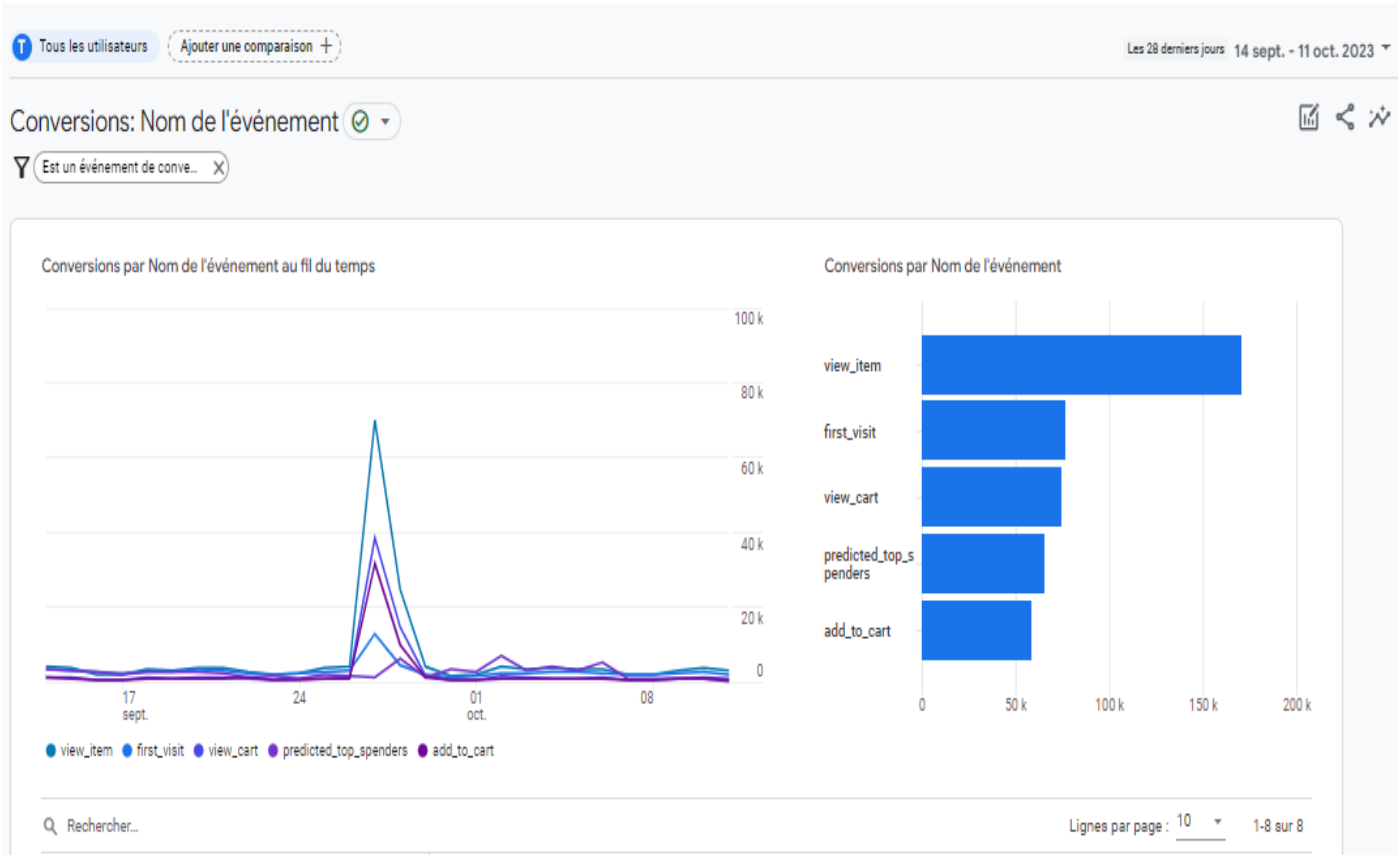 T Tous les utilisateurs Ajouter une comparaison +
Les 28 derniers jours 14 sept. - 11 oct. 2023
Conversions: Nom de l'événement
Est un événement de conve... X
Conversions par Nom de l'événement au fil du temps
100 k
80 k
60 k
40 k
20 k
0
17 sept.
24
01 oct.
08
view_item first_visit view_cart predicted_top_spenders add_to_cart
Conversions par Nom de l'événement
view_item
first_visit
view_cart
predicted_top_s
penders
add_to_cart
0 50 k 100 k 150 k 200 k
Rechercher...
Lignes par page : 10 1-8 sur 8